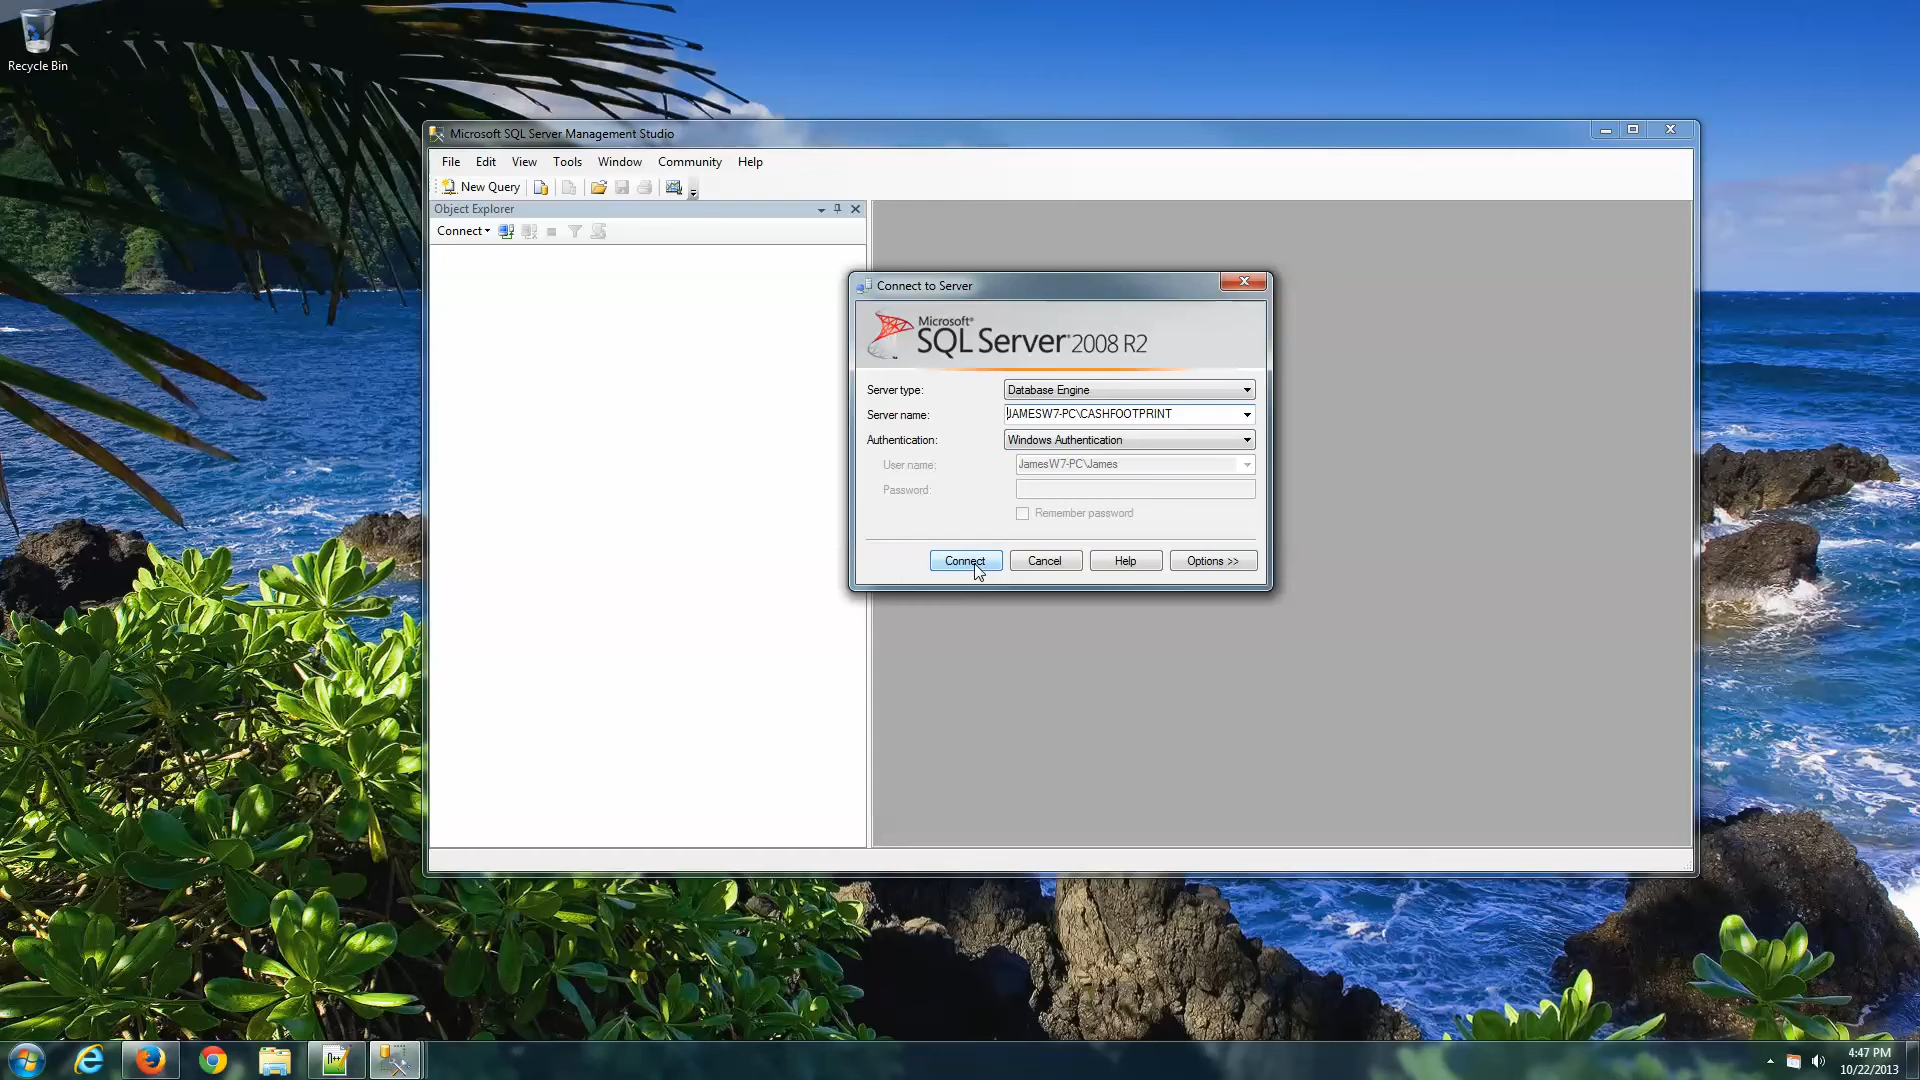 Recycle Bin
Microsoft SQL Server Management Studio
File Edit View Tools Window Community Help
New Query
Object Explorer
Connect
Connect to Server
Microsoft®
SQL Server® 2008 R2
Server type: Database Engine
Server name: JAMESW7-PC\CASHFOOTPRINT
Authentication: Windows Authentication
User name: JamesW7-PC\James
Password:
Remember password
Connect Cancel Help Options >>
4:47 PM
10/22/2013